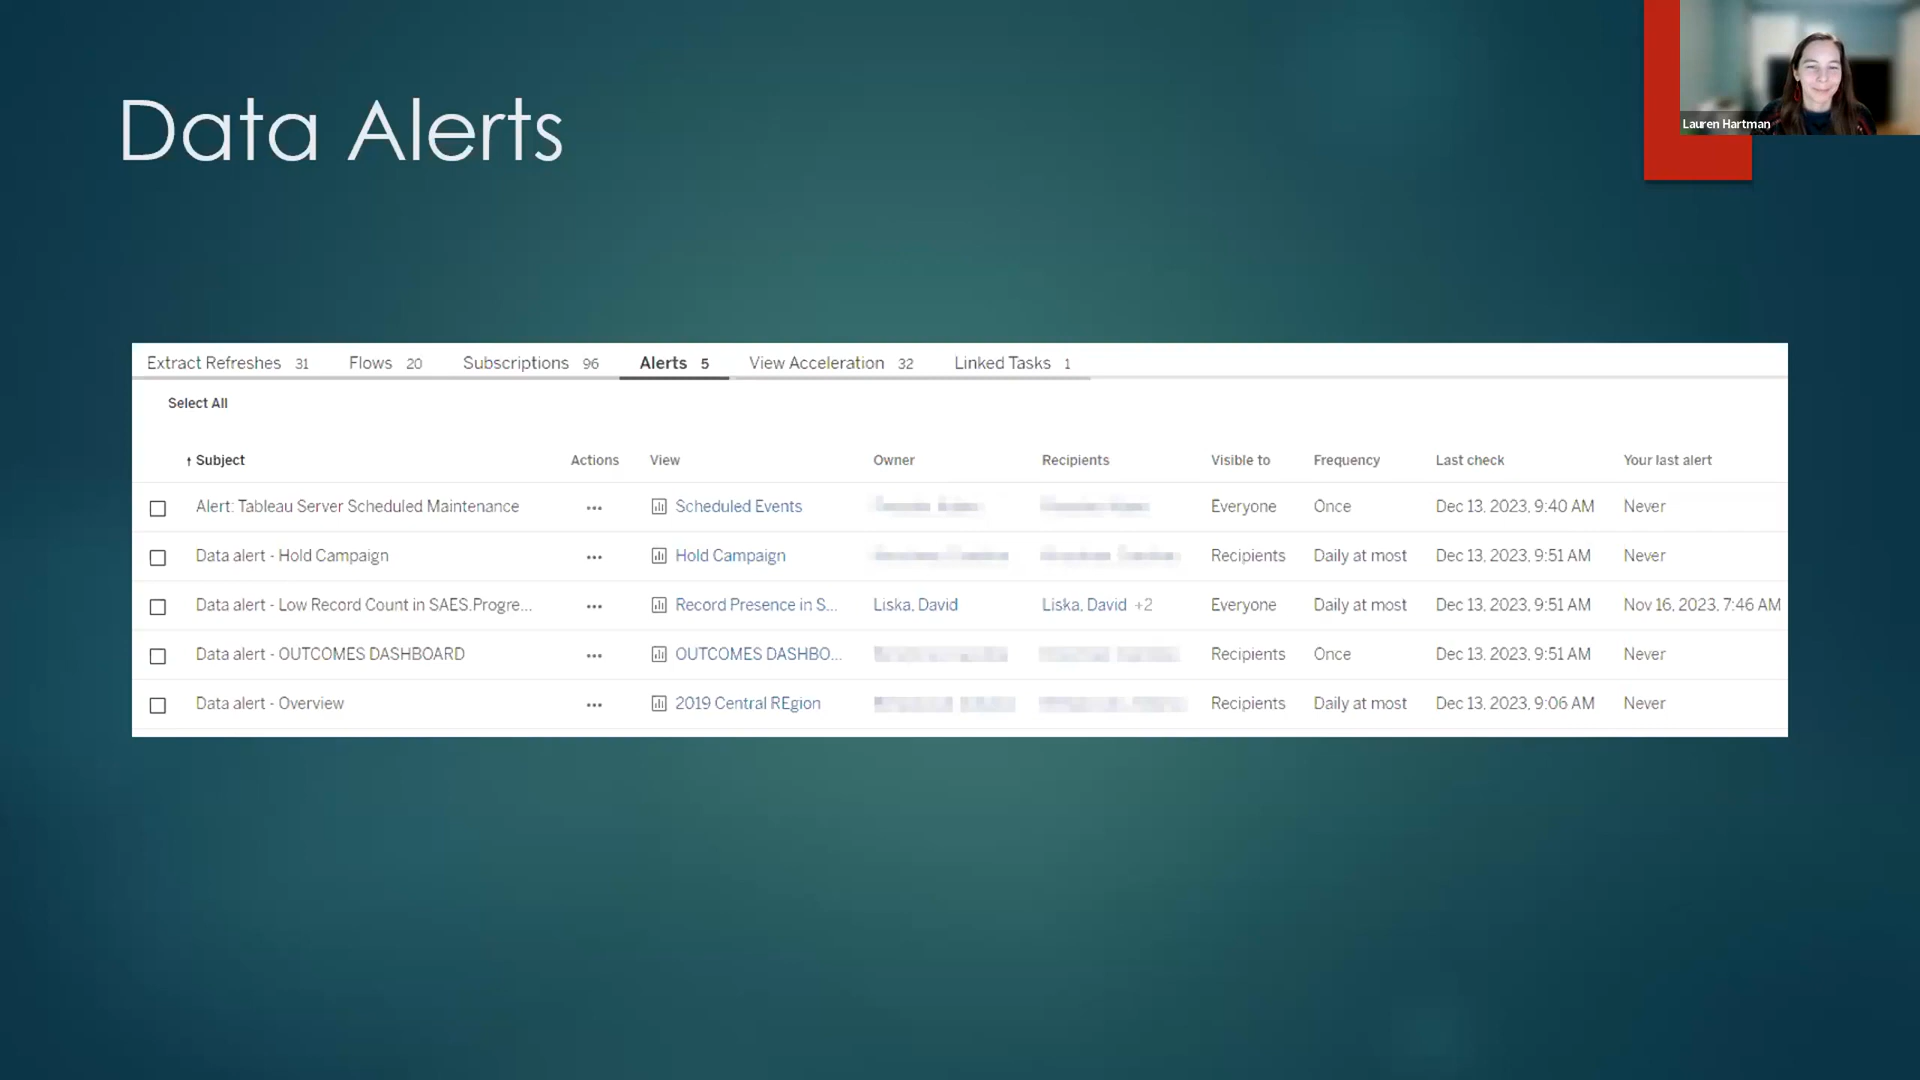 Data Alerts
Lauren Hartman
Extract Refreshes 31 Flows 20 Subscriptions 96 Alerts 5 View Acceleration 32 Linked Tasks 1
Select All
↑ Subject Actions View Owner Recipients Visible to Frequency Last check Your last alert
Alert: Tableau Server Scheduled Maintenance ... Scheduled Events Everyone Once Dec 13, 2023, 9:40 AM Never
Data alert - Hold Campaign ... Hold Campaign Recipients Daily at most Dec 13, 2023, 9:51 AM Never
Data alert - Low Record Count in SAES.Progre... ... Record Presence in S... Liska, David Liska, David +2 Everyone Daily at most Dec 13, 2023, 9:51 AM Nov 16, 2023, 7:46 AM
Data alert - OUTCOMES DASHBOARD ... OUTCOMES DASHBO... Recipients Once Dec 13, 2023, 9:51 AM Never
Data alert - Overview ... 2019 Central REgion Recipients Daily at most Dec 13, 2023, 9:06 AM Never